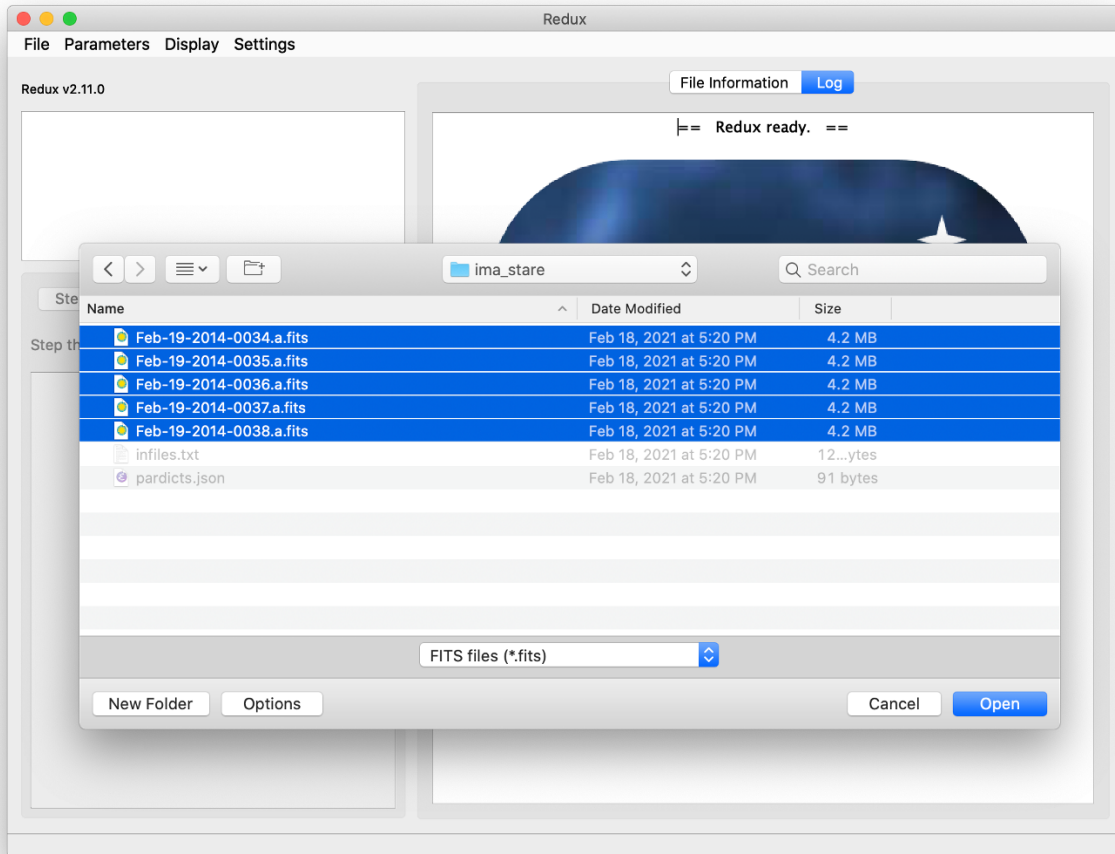 Redux
File Parameters Display Settings
Redux v2.11.0
File Information Log
== Redux ready. ==
ima_stare
Search
Ste
Step th
Name Date Modified Size
Feb-19-2014-0034.a.fits Feb 18, 2021 at 5:20 PM 4.2 MB
Feb-19-2014-0035.a.fits Feb 18, 2021 at 5:20 PM 4.2 MB
Feb-19-2014-0036.a.fits Feb 18, 2021 at 5:20 PM 4.2 MB
Feb-19-2014-0037.a.fits Feb 18, 2021 at 5:20 PM 4.2 MB
Feb-19-2014-0038.a.fits Feb 18, 2021 at 5:20 PM 4.2 MB
infiles.txt Feb 18, 2021 at 5:20 PM 12...ytes
pardicts.json Feb 18, 2021 at 5:20 PM 91 bytes
FITS files (*.fits)
New Folder Options Cancel Open